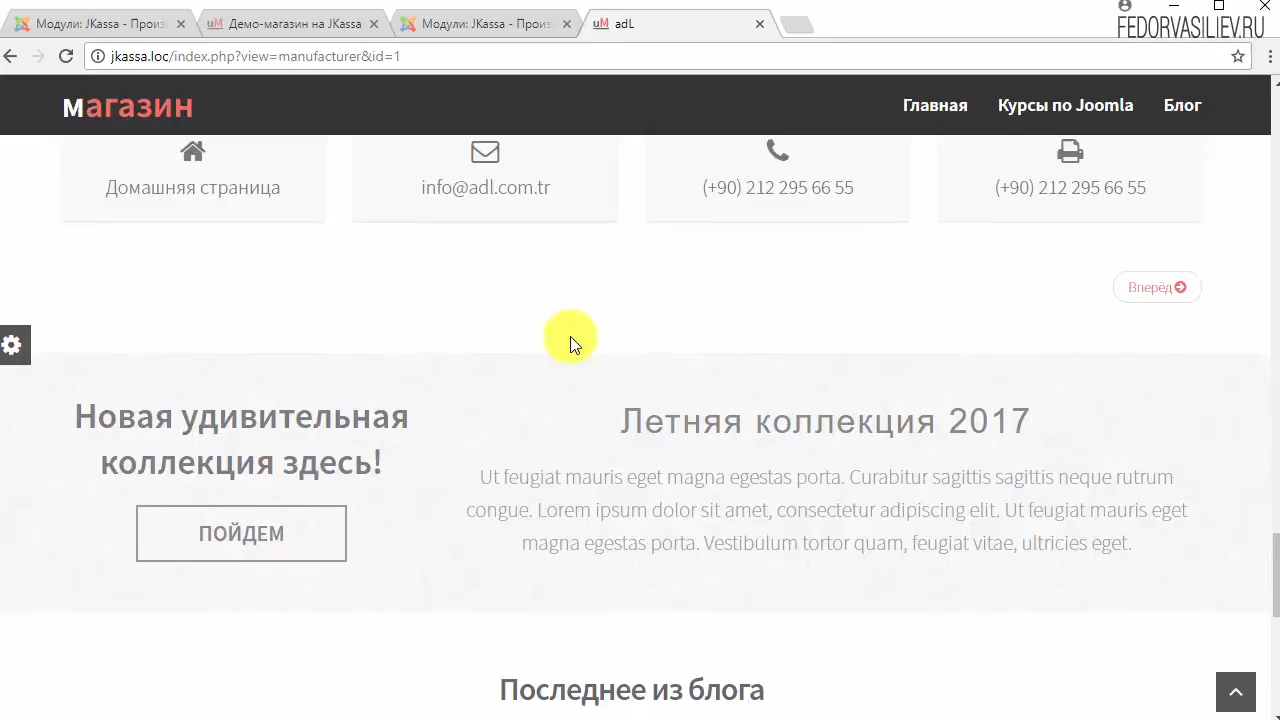 Модули: JKassa - Произ
Демо-магазин на JKassa
Модули: JKassa - Произ
uM adL
FEDORVASILIEV.RU
jkassa.loc/index.php?view=manufacturer&id=1
магазин
Главная Курсы по Joomla Блог
Домашняя страница
info@adl.com.tr
(+90) 212 295 66 55
(+90) 212 295 66 55
Вперёд
Новая удивительная
коллекция здесь!
ПОЙДЕМ
Летняя коллекция 2017
Ut feugiat mauris eget magna egestas porta. Curabitur sagittis sagittis neque rutrum
congue. Lorem ipsum dolor sit amet, consectetur adipiscing elit. Ut feugiat mauris eget
magna egestas porta. Vestibulum tortor quam, feugiat vitae, ultricies eget.
Последнее из блога